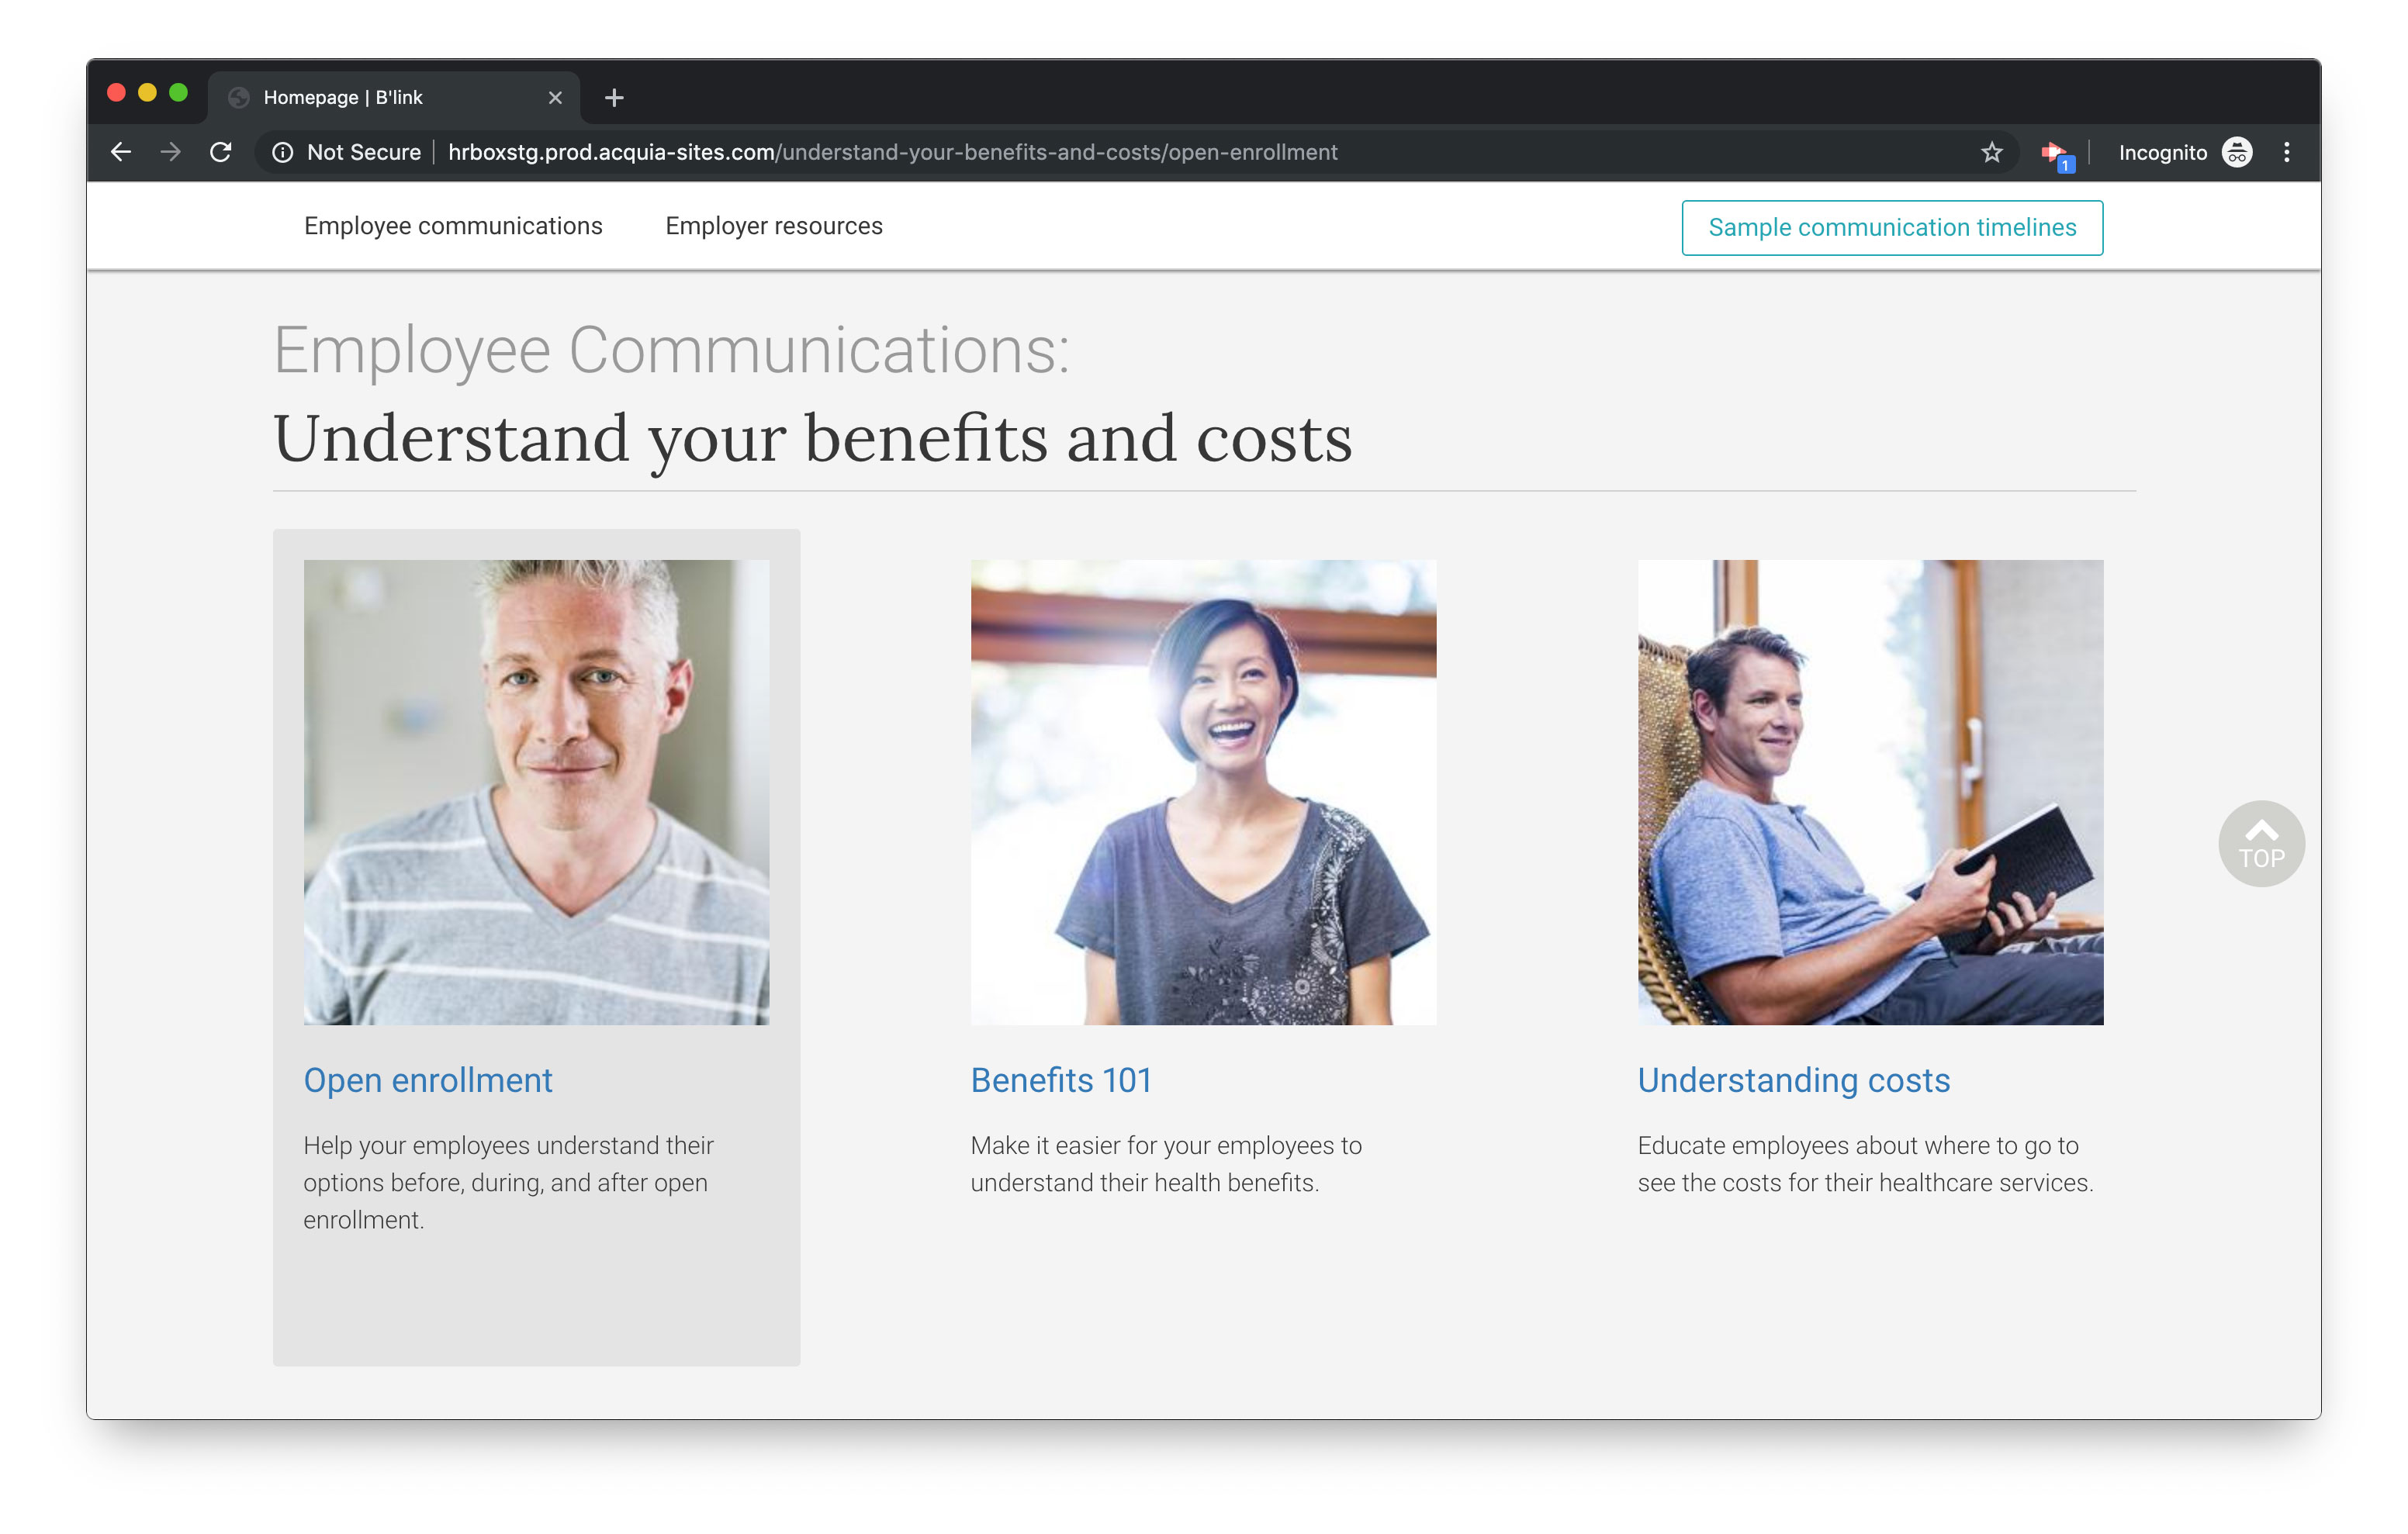 Homepage | B'link
Not Secure hrboxstg.prod.acquia-sites.com/understand-your-benefits-and-costs/open-enrollment
1
Incognito
Employee communications
Employer resources
Sample communication timelines
Employee Communications:
Understand your benefits and costs
TOP
Open enrollment
Help your employees understand their
options before, during, and after open
enrollment.
Benefits 101
Make it easier for your employees to
understand their health benefits.
Understanding costs
Educate employees about where to go to
see the costs for their healthcare services.